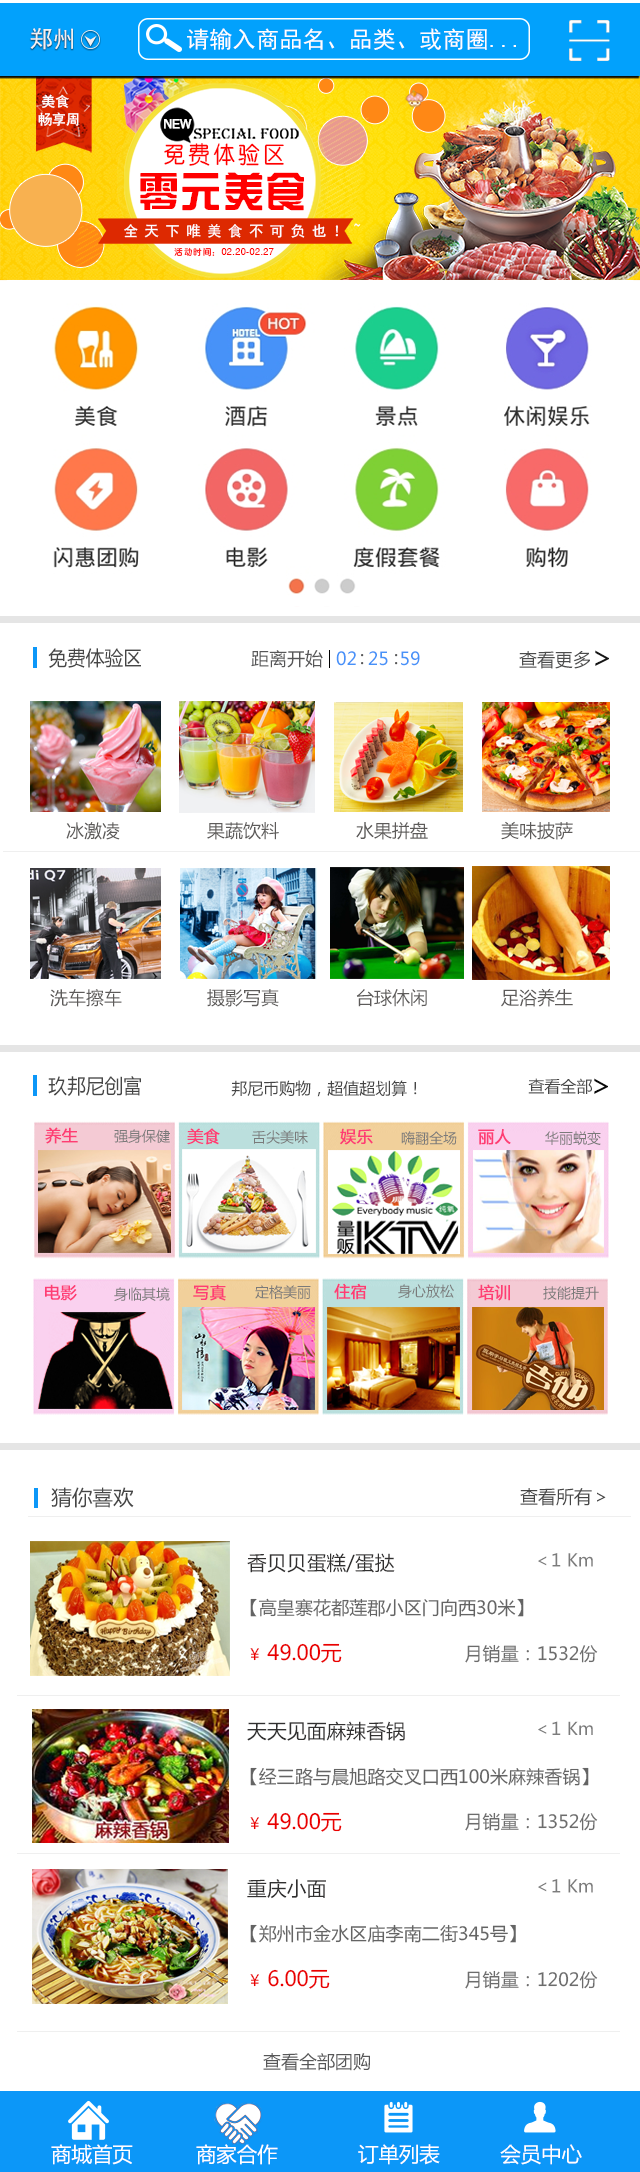 郑州
请输入商品名、品类、或商圈...
美食
畅享周
NEW
SPECIAL FOOD
免费体验区
零元美食
全天下唯美食不可负也!
活动时间：02.20-02.27
HOTEL HOT
美食 酒店 景点 休闲娱乐
闪惠团购 电影 度假套餐 购物
免费体验区 距离开始 | 02 : 25 : 59 查看更多 >
冰激凌 果蔬饮料 水果拼盘 美味披萨
di Q7
洗车擦车 摄影写真 台球休闲 足浴养生
玖邦尼创富 邦尼币购物，超值超划算！ 查看全部 >
养生 强身保健 美食 舌尖美味 娱乐 嗨翻全场 丽人 华丽蜕变
Everybody music 纯氧
量贩 KTV
电影 身临其境 写真 定格美丽 住宿 身心放松 培训 技能提升
吉他
猜你喜欢 查看所有 >
Happy Birthday
香贝贝蛋糕/蛋挞 < 1 Km
【高皇寨花都莲郡小区门向西30米】
¥ 49.00元 月销量：1532份
天天见面麻辣香锅 < 1 Km
【经三路与晨旭路交叉口西100米麻辣香锅】
¥ 49.00元 月销量：1352份
麻辣香锅
重庆小面 < 1 Km
【郑州市金水区庙李南二街345号】
¥ 6.00元 月销量：1202份
查看全部团购
商城首页 商家合作 订单列表 会员中心